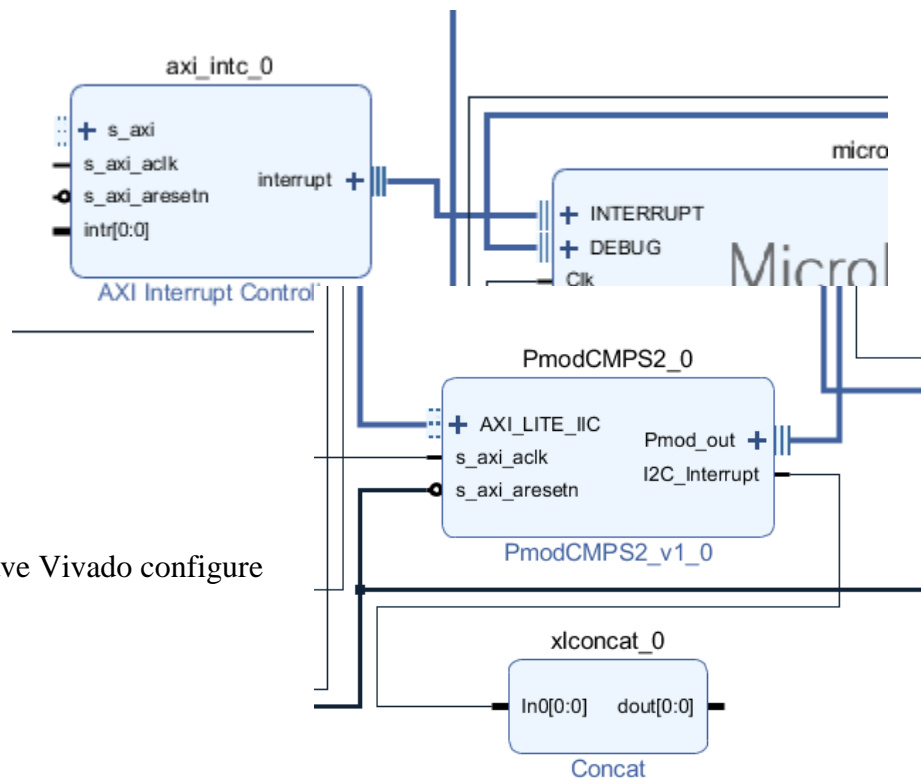 axi_intc_0
s_axi
s_axi_aclk
s_axi_aresetn
intr[0:0]
interrupt
AXI Interrupt Control
micro
INTERRUPT
DEBUG
Clk
PmodCMPS2_0
AXI_LITE_IIC
s_axi_aclk
s_axi_aresetn
Pmod_out
I2C_Interrupt
PmodCMPS2_v1_0
ve Vivado configure
xlconcat_0
In0[0:0]
dout[0:0]
Concat